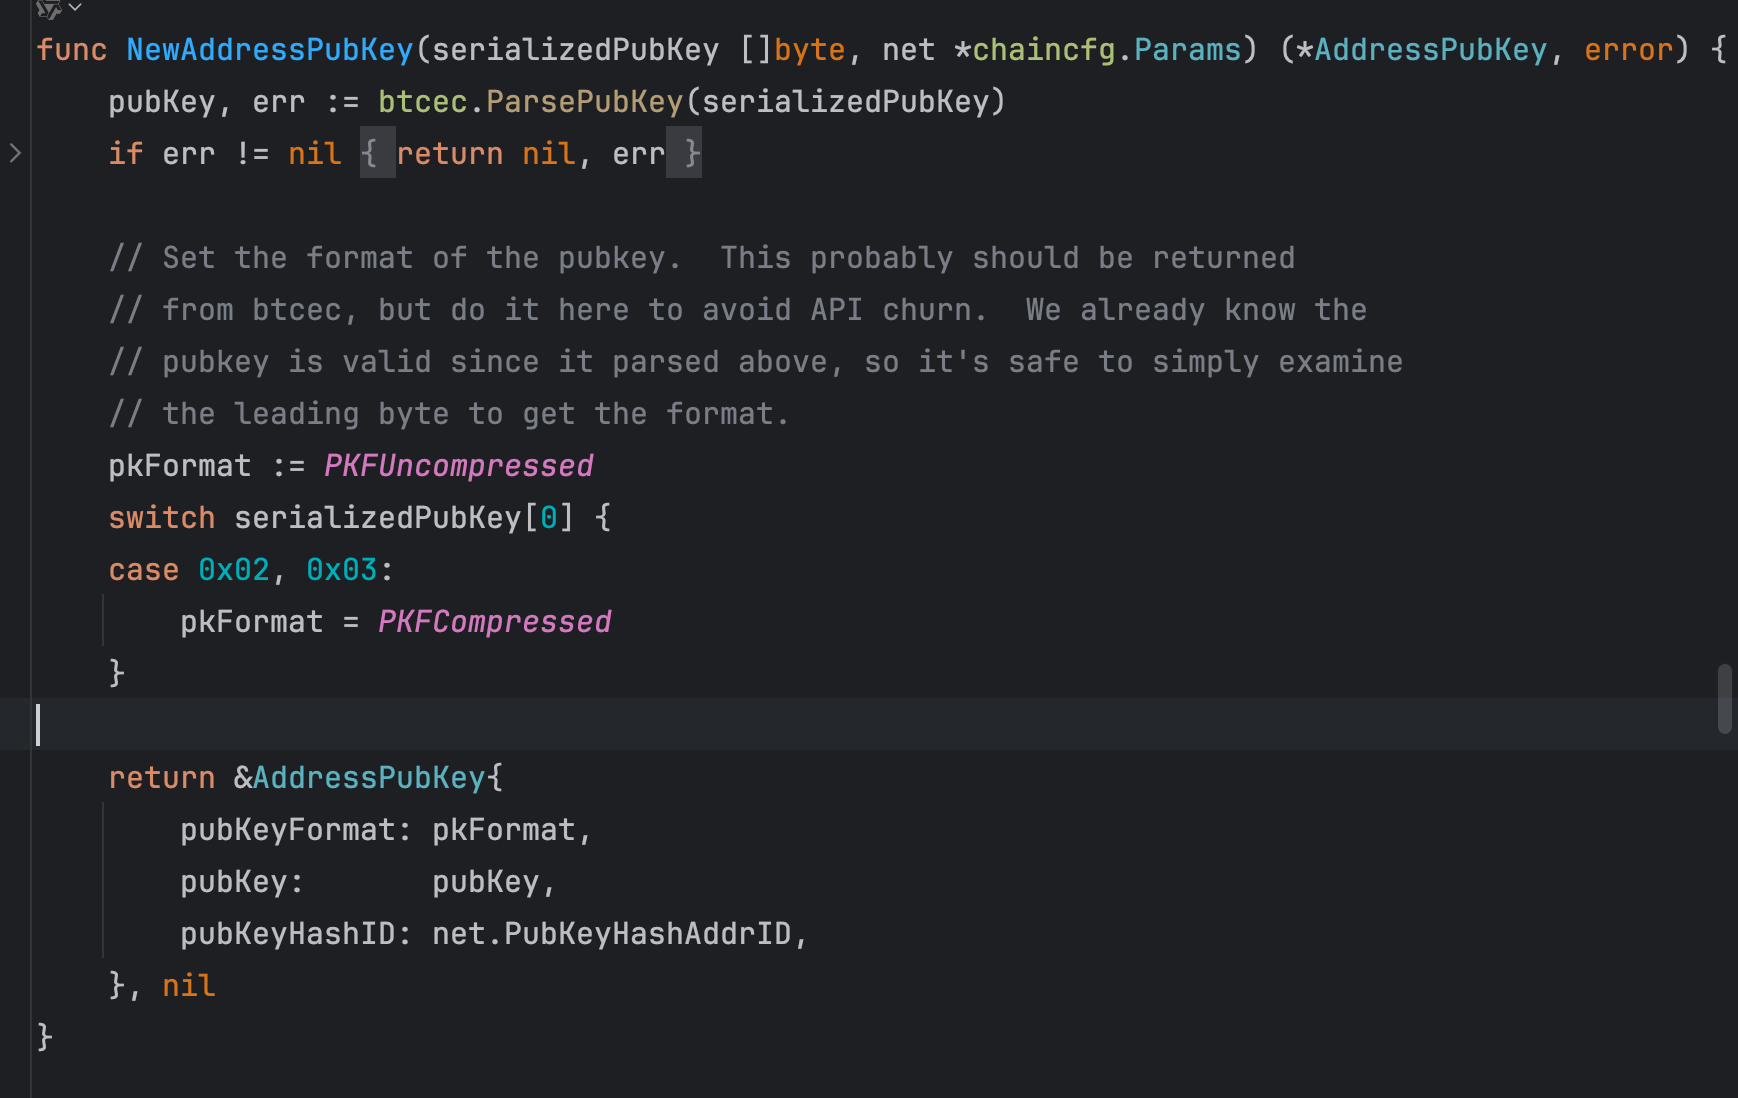 func NewAddressPubKey(serializedPubKey []byte, net *chaincfg.Params) (*AddressPubKey, error) {
    pubKey, err := btcec.ParsePubKey(serializedPubKey)
    if err != nil { return nil, err }

    // Set the format of the pubkey.  This probably should be returned
    // from btcec, but do it here to avoid API churn.  We already know the
    // pubkey is valid since it parsed above, so it's safe to simply examine
    // the leading byte to get the format.
    pkFormat := PKFUncompressed
    switch serializedPubKey[0] {
    case 0x02, 0x03:
        pkFormat = PKFCompressed
    }

    return &AddressPubKey{
        pubKeyFormat: pkFormat,
        pubKey:       pubKey,
        pubKeyHashID: net.PubKeyHashAddrID,
    }, nil
}